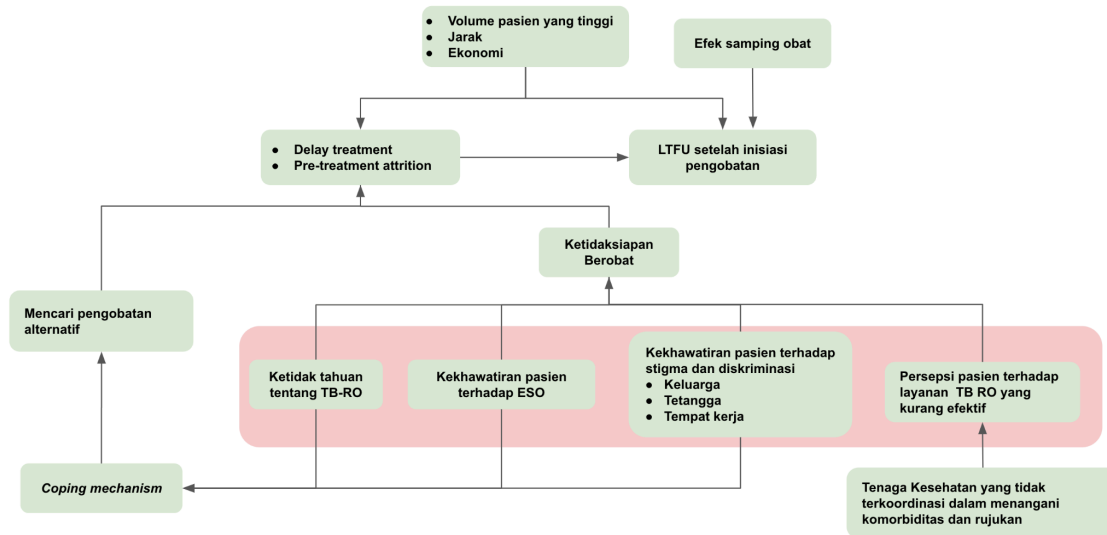 ● Volume pasien yang tinggi
● Jarak
● Ekonomi
Efek samping obat
● Delay treatment
● Pre-treatment attrition
LTFU setelah inisiasi
pengobatan
Ketidaksiapan
Berobat
Mencari pengobatan
alternatif
Ketidak tahuan
tentang TB-RO
Kekhawatiran pasien
terhadap ESO
Kekhawatiran pasien terhadap
stigma dan diskriminasi
● Keluarga
● Tetangga
● Tempat kerja
Persepsi pasien terhadap
layanan TB RO yang
kurang efektif
Coping mechanism
Tenaga Kesehatan yang tidak
terkoordinasi dalam menangani
komorbiditas dan rujukan